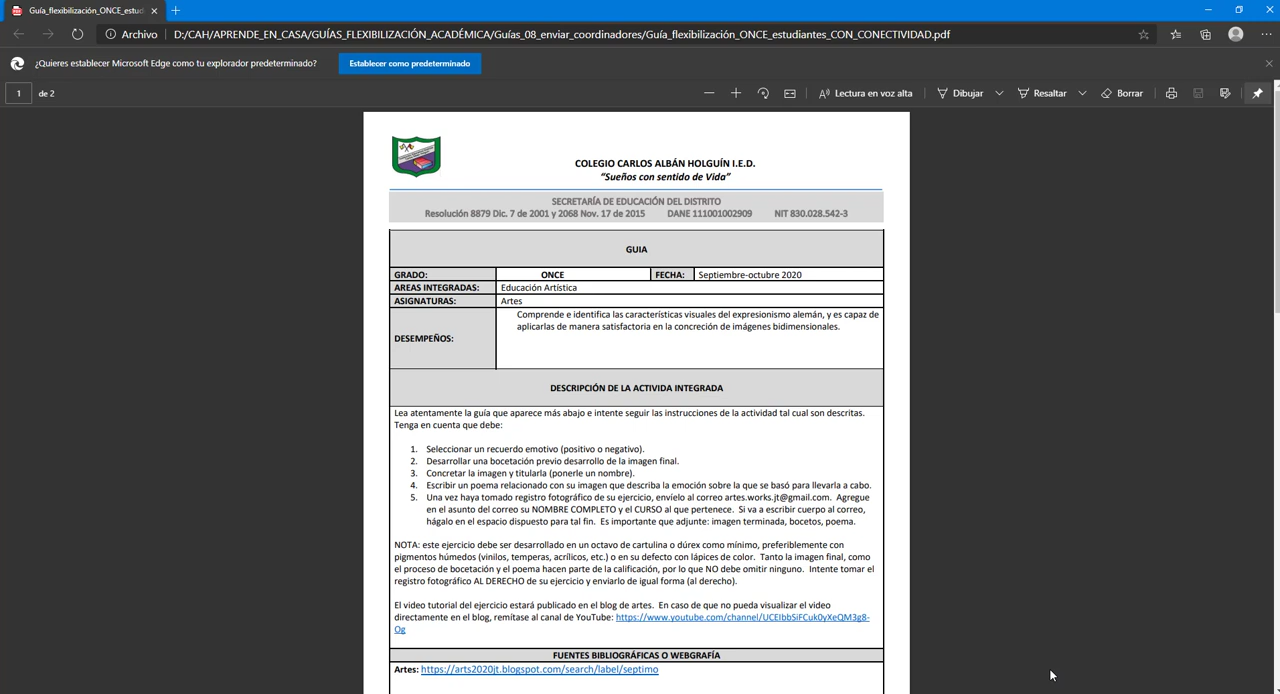 Guía_flexibilización_ONCE_estud
Archivo D:/CAH/APRENDE_EN_CASA/GUÍAS_FLEXIBILIZACIÓN_ACADÉMICA/Guías_08_enviar_coordinadores/Guía_flexibilización_ONCE_estudiantes_CON_CONECTIVIDAD.pdf
¿Quieres establecer Microsoft Edge como tu explorador predeterminado? Establecer como predeterminado
1 de 2 Lectura en voz alta Dibujar Resaltar Borrar
COLEGIO CARLOS ALBÁN HOLGUÍN I.E.D.
“Sueños con sentido de Vida”
SECRETARÍA DE EDUCACIÓN DEL DISTRITO
Resolución 8879 Dic. 7 de 2001 y 2068 Nov. 17 de 2015 DANE 111001002909 NIT 830.028.542-3
GUIA
GRADO: ONCE FECHA: Septiembre-octubre 2020
AREAS INTEGRADAS: Educación Artística
ASIGNATURAS: Artes
DESEMPEÑOS: Comprende e identifica las características visuales del expresionismo alemán, y es capaz de
aplicarlas de manera satisfactoria en la concreción de imágenes bidimensionales.
DESCRIPCIÓN DE LA ACTIVIDA INTEGRADA
Lea atentamente la guía que aparece más abajo e intente seguir las instrucciones de la actividad tal cual son descritas.
Tenga en cuenta que debe:
1. Seleccionar un recuerdo emotivo (positivo o negativo).
2. Desarrollar una bocetación previo desarrollo de la imagen final.
3. Concretar la imagen y titularla (ponerle un nombre).
4. Escribir un poema relacionado con su imagen que describa la emoción sobre la que se basó para llevarla a cabo.
5. Una vez haya tomado registro fotográfico de su ejercicio, envíelo al correo artes.works.jt@gmail.com. Agregue
en el asunto del correo su NOMBRE COMPLETO y el CURSO al que pertenece. Si va a escribir cuerpo al correo,
hágalo en el espacio dispuesto para tal fin. Es importante que adjunte: imagen terminada, bocetos, poema.
NOTA: este ejercicio debe ser desarrollado en un octavo de cartulina o dúrex como mínimo, preferiblemente con
pigmentos húmedos (vinilos, temperas, acrílicos, etc.) o en su defecto con lápices de color. Tanto la imagen final, como
el proceso de bocetación y el poema hacen parte de la calificación, por lo que NO debe omitir ninguno. Intente tomar el
registro fotográfico AL DERECHO de su ejercicio y enviarlo de igual forma (al derecho).
El video tutorial del ejercicio estará publicado en el blog de artes. En caso de que no pueda visualizar el video
directamente en el blog, remítase al canal de YouTube: https://www.youtube.com/channel/UCEIbbSiFCuk0yXeQM3g8-
Og
FUENTES BIBLIOGRÁFICAS O WEBGRAFÍA
Artes: https://arts2020jt.blogspot.com/search/label/septimo